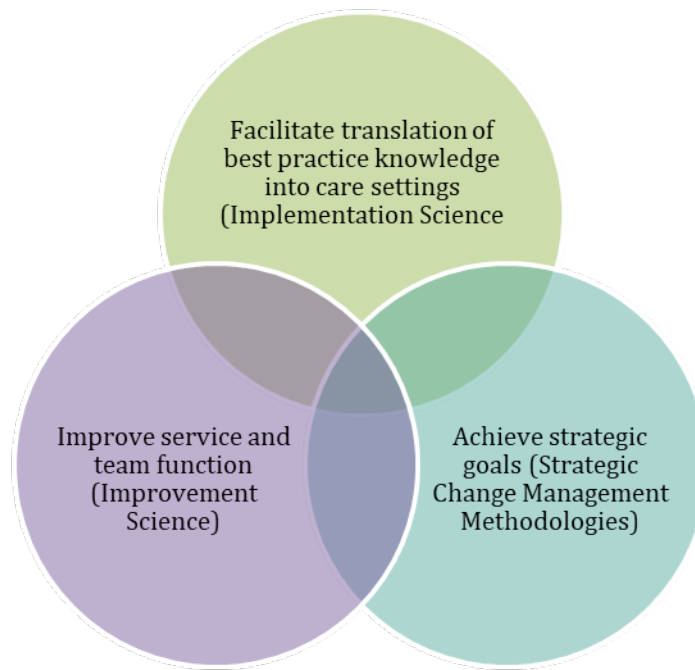 Facilitate translation of
best practice knowledge
into care settings
(Implementation Science
Improve service and
team function
(Improvement
Science)
Achieve strategic
goals (Strategic
Change Management
Methodologies)